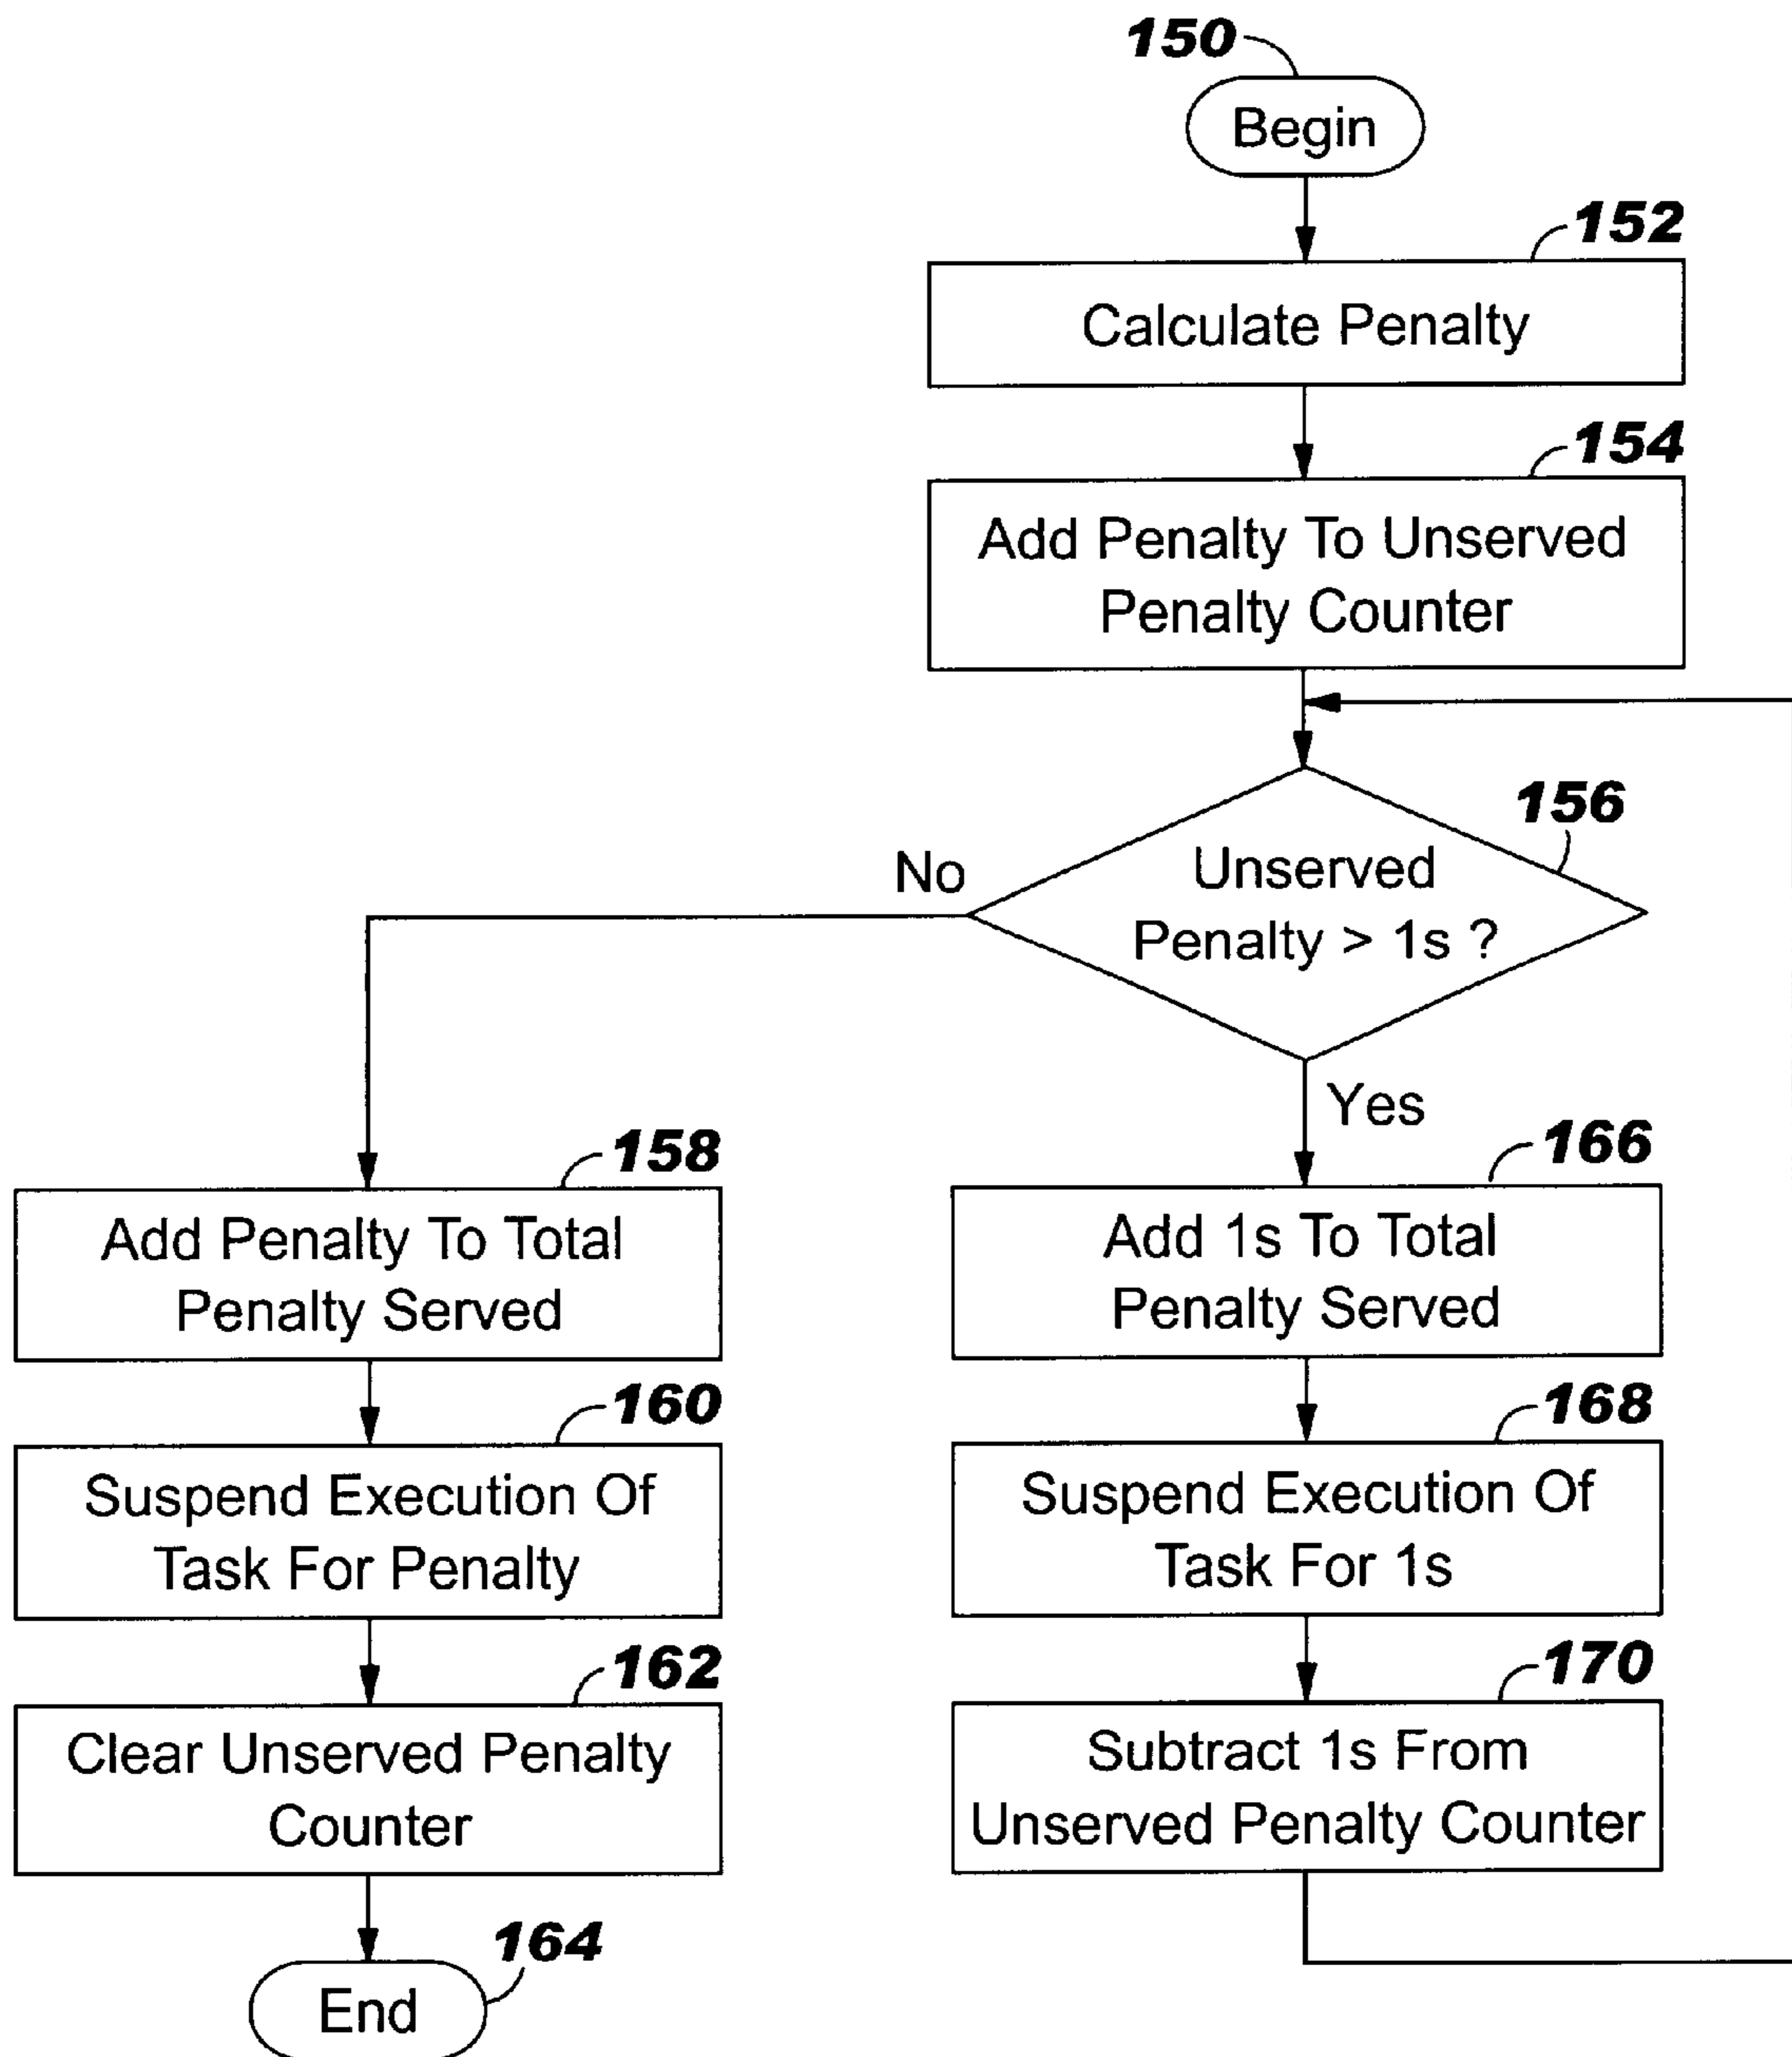 150
Begin
152
Calculate Penalty
154
Add Penalty To Unserved
Penalty Counter
156
Unserved
Penalty > 1s ?
No
Yes
158
Add Penalty To Total
Penalty Served
160
Suspend Execution Of
Task For Penalty
162
Clear Unserved Penalty
Counter
164
End
166
Add 1s To Total
Penalty Served
168
Suspend Execution Of
Task For 1s
170
Subtract 1s From
Unserved Penalty Counter